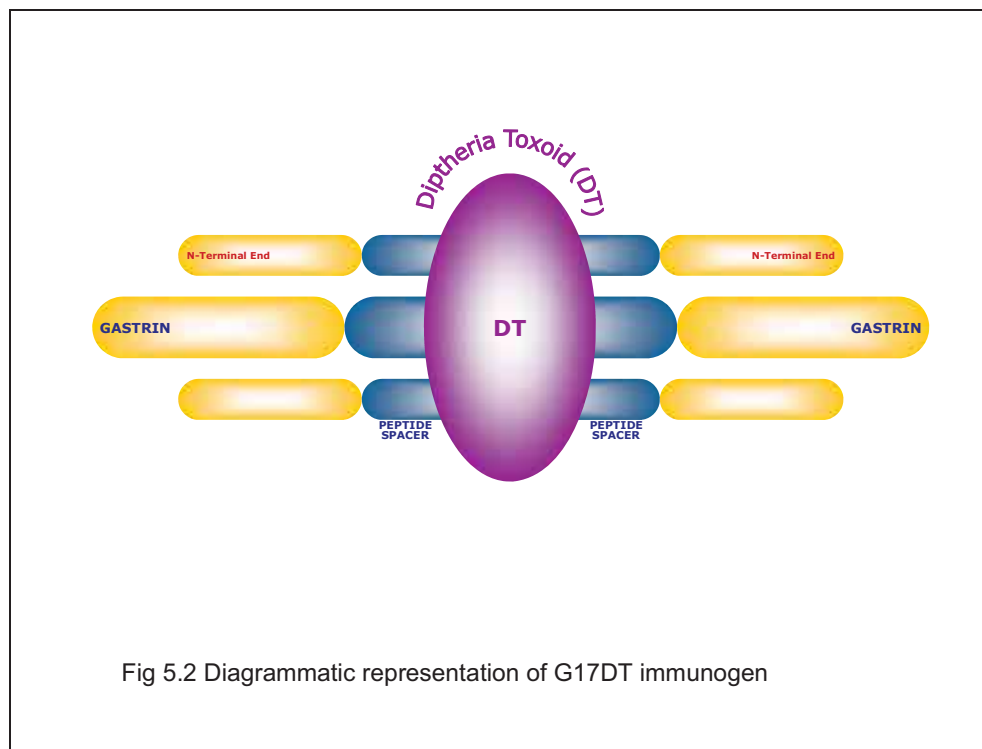 Diptheria Toxoid (DT)
N-Terminal End
N-Terminal End
GASTRIN
DT
GASTRIN
PEPTIDE
SPACER
PEPTIDE
SPACER
Fig 5.2 Diagrammatic representation of G17DT immunogen